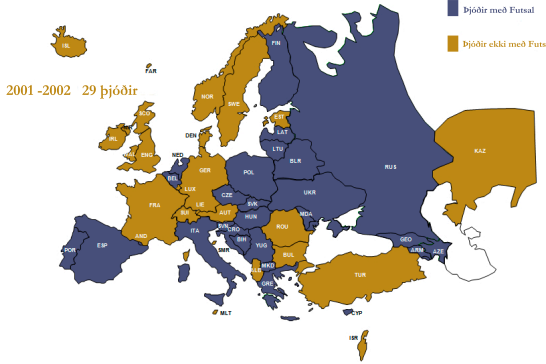 Þjóðir með Futsal
Þjóðir ekki með Futs
2001 -2002 29 þjóðir
ISL
FAR
FIN
NOR
SWE
EST
SCO
LAT
DEN
LTU
IRL
ENG
NED
BLR
KAZ
GER
POL
RUS
BEL
LUX
CZE
UKR
FRA
LIE
SVK
SUI
AUT
HUN
MDA
AND
ITA
SVN
CRO
ROU
ESP
BIH
YUG
GEO
POR
SMR
BUL
ARM
AZE
ALB
MKD
TUR
GRE
MLT
CYP
ISR